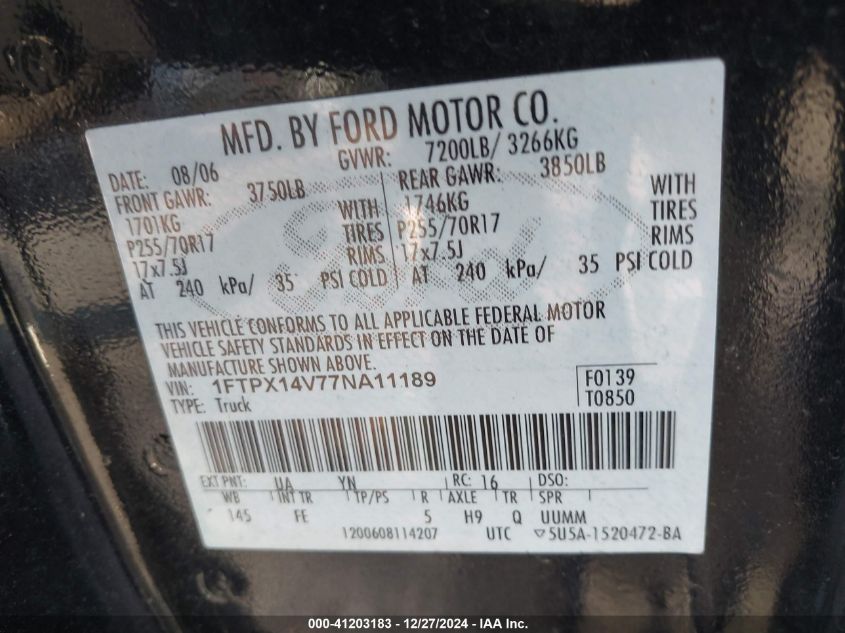 MFD. BY FORD MOTOR CO.
DATE: 08/06 GVWR: 7200LB/ 3266KG
FRONT GAWR: 3750LB REAR GAWR: 3850LB
1701KG WITH 1746KG WITH
P255/70R17 TIRES P255/70R17 TIRES
17x7.5J RIMS 17x7.5J RIMS
AT 240 kPa/ 35 PSI COLD AT 240 kPa/ 35 PSI COLD
Ford
THIS VEHICLE CONFORMS TO ALL APPLICABLE FEDERAL MOTOR
VEHICLE SAFETY STANDARDS IN EFFECT ON THE DATE OF
MANUFACTURE SHOWN ABOVE.
VIN: 1FTPX14V77NA11189 F0139
TYPE: Truck T0850
EXT PNT: UA YN RC: 16 DSO:
WB INT TR TP/PS R AXLE TR SPR
145 FE 5 H9 Q UUMM
1200608114207 UTC ▽5U5A-1520472-BA
000-41203183 - 12/27/2024 - IAA Inc.